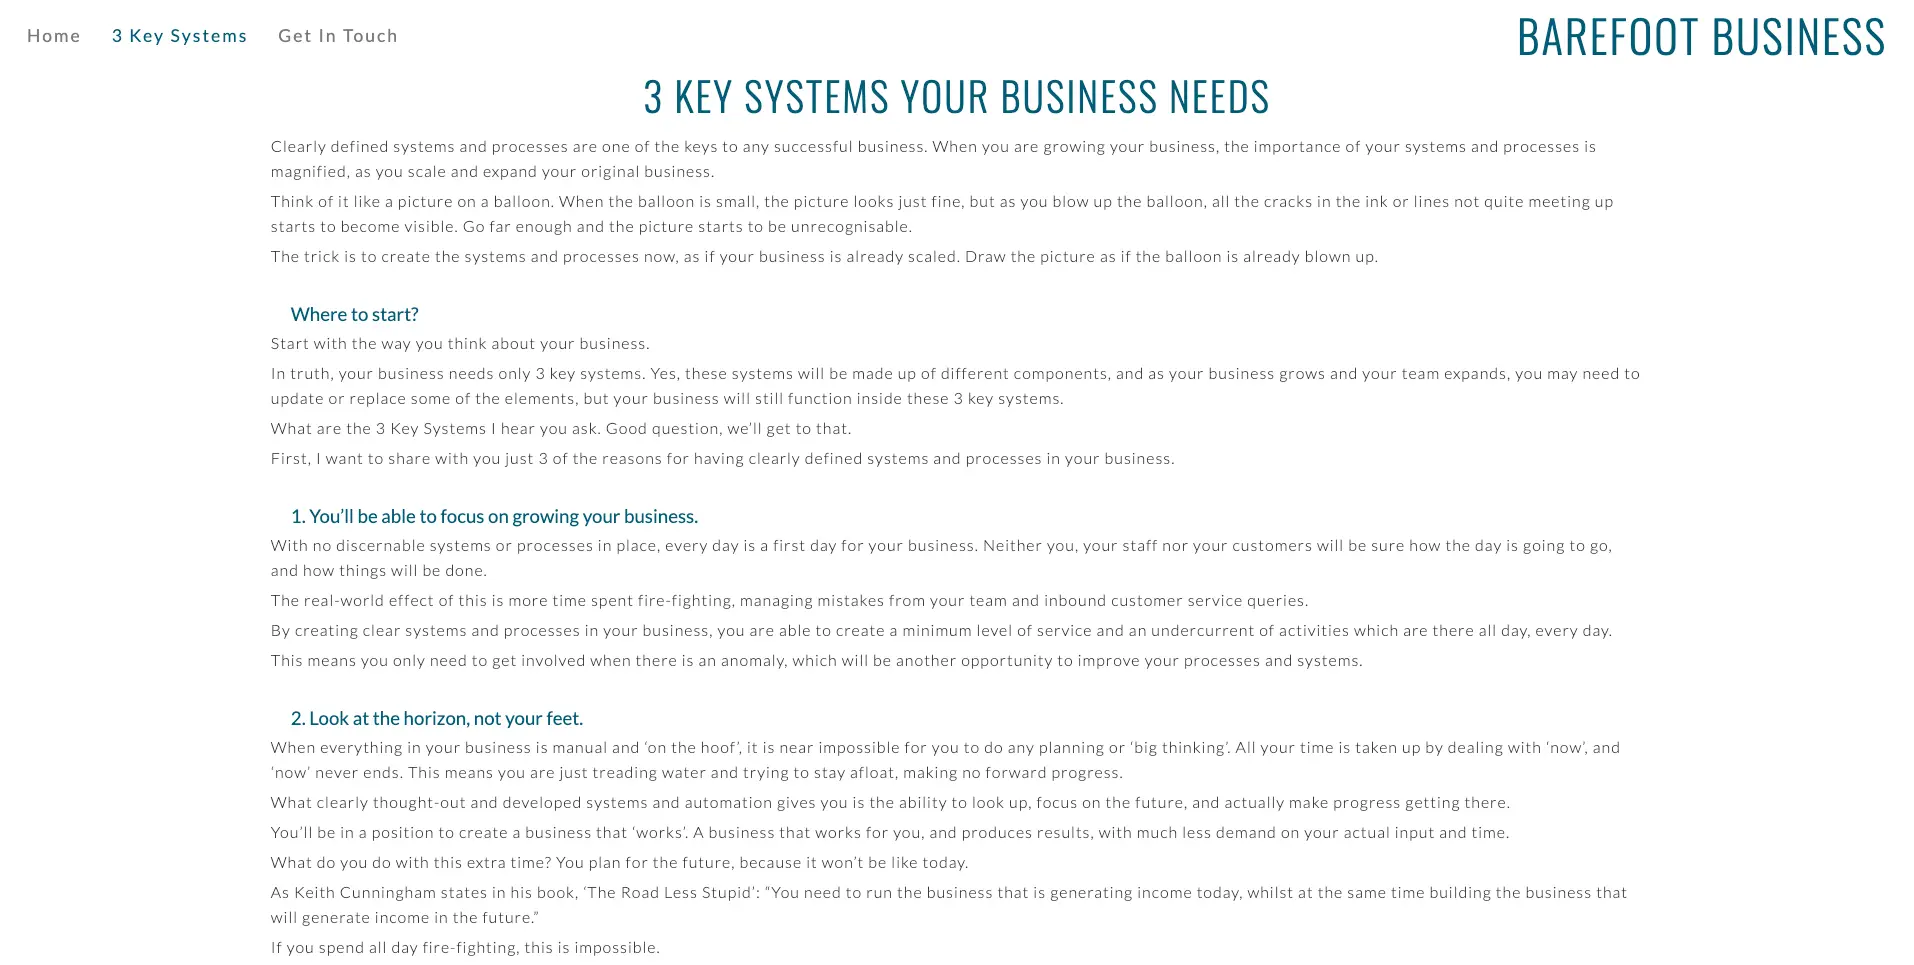 Home 3 Key Systems Get In Touch
BAREFOOT BUSINESS
3 KEY SYSTEMS YOUR BUSINESS NEEDS
Clearly defined systems and processes are one of the keys to any successful business. When you are growing your business, the importance of your systems and processes is
magnified, as you scale and expand your original business.
Think of it like a picture on a balloon. When the balloon is small, the picture looks just fine, but as you blow up the balloon, all the cracks in the ink or lines not quite meeting up
starts to become visible. Go far enough and the picture starts to be unrecognisable.
The trick is to create the systems and processes now, as if your business is already scaled. Draw the picture as if the balloon is already blown up.
Where to start?
Start with the way you think about your business.
In truth, your business needs only 3 key systems. Yes, these systems will be made up of different components, and as your business grows and your team expands, you may need to
update or replace some of the elements, but your business will still function inside these 3 key systems.
What are the 3 Key Systems I hear you ask. Good question, we’ll get to that.
First, I want to share with you just 3 of the reasons for having clearly defined systems and processes in your business.
1. You’ll be able to focus on growing your business.
With no discernable systems or processes in place, every day is a first day for your business. Neither you, your staff nor your customers will be sure how the day is going to go,
and how things will be done.
The real-world effect of this is more time spent fire-fighting, managing mistakes from your team and inbound customer service queries.
By creating clear systems and processes in your business, you are able to create a minimum level of service and an undercurrent of activities which are there all day, every day.
This means you only need to get involved when there is an anomaly, which will be another opportunity to improve your processes and systems.
2. Look at the horizon, not your feet.
When everything in your business is manual and ‘on the hoof’, it is near impossible for you to do any planning or ‘big thinking’. All your time is taken up by dealing with ‘now’, and
‘now’ never ends. This means you are just treading water and trying to stay afloat, making no forward progress.
What clearly thought-out and developed systems and automation gives you is the ability to look up, focus on the future, and actually make progress getting there.
You’ll be in a position to create a business that ‘works’. A business that works for you, and produces results, with much less demand on your actual input and time.
What do you do with this extra time? You plan for the future, because it won’t be like today.
As Keith Cunningham states in his book, ‘The Road Less Stupid’: “You need to run the business that is generating income today, whilst at the same time building the business that
will generate income in the future.”
If you spend all day fire-fighting, this is impossible.